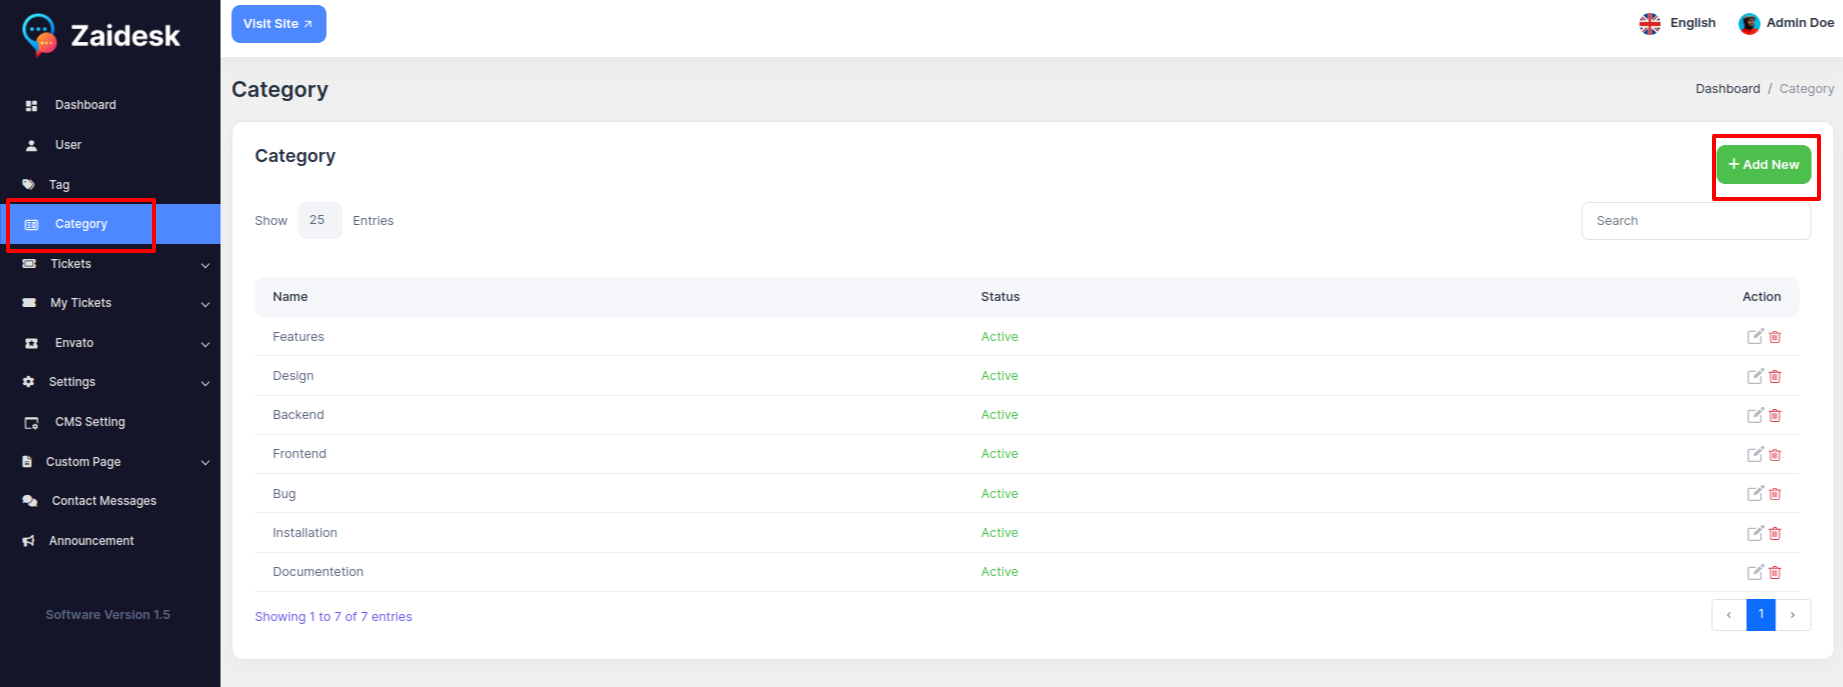 Zaidesk
Visit Site
English
Admin Doe
Dashboard
User
Tag
Category
Tickets
My Tickets
Envato
Settings
CMS Setting
Custom Page
Contact Messages
Announcement
Software Version 1.5
Category
Dashboard / Category
Category
+ Add New
Show 25 Entries
Search
Name Status Action
Features Active
Design Active
Backend Active
Frontend Active
Bug Active
Installation Active
Documentetion Active
Showing 1 to 7 of 7 entries
‹ 1 ›